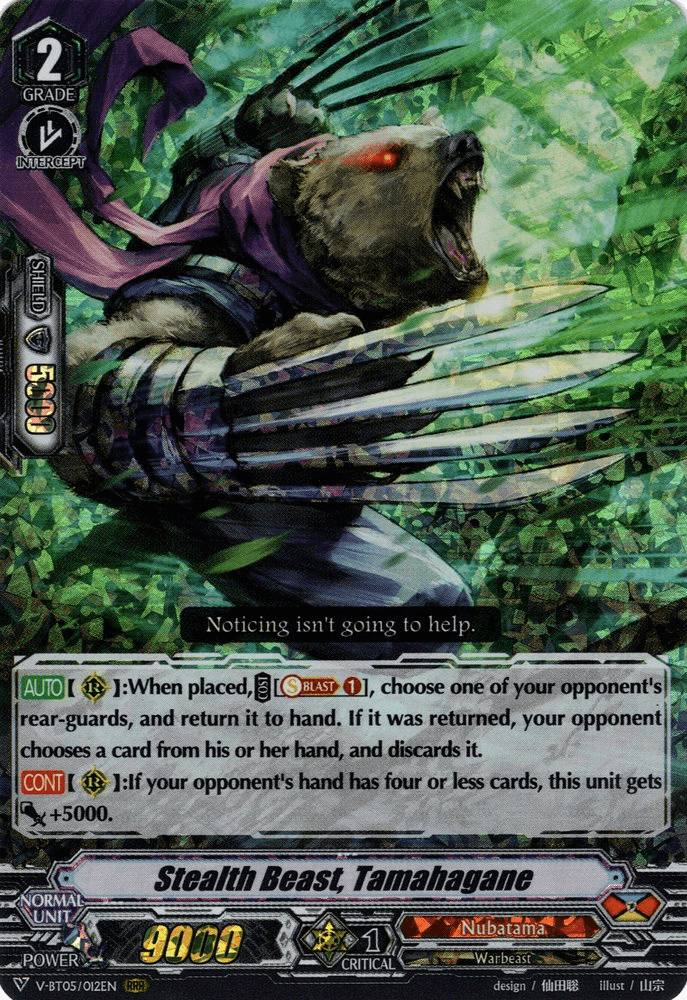 2
GRADE
INTERCEPT
SHIELD
5000
Noticing isn't going to help.
AUTO【 R 】:When placed, COST [S BLAST 1], choose one of your opponent's
rear-guards, and return it to hand. If it was returned, your opponent
chooses a card from his or her hand, and discards it.
CONT【 R 】:If your opponent's hand has four or less cards, this unit gets
+5000.
Stealth Beast, Tamahagane
NORMAL
UNIT
POWER
9000
1
CRITICAL
Nubatama
Warbeast
V-BT05/012EN RRR
design / 仙田聡 illust / 山宗